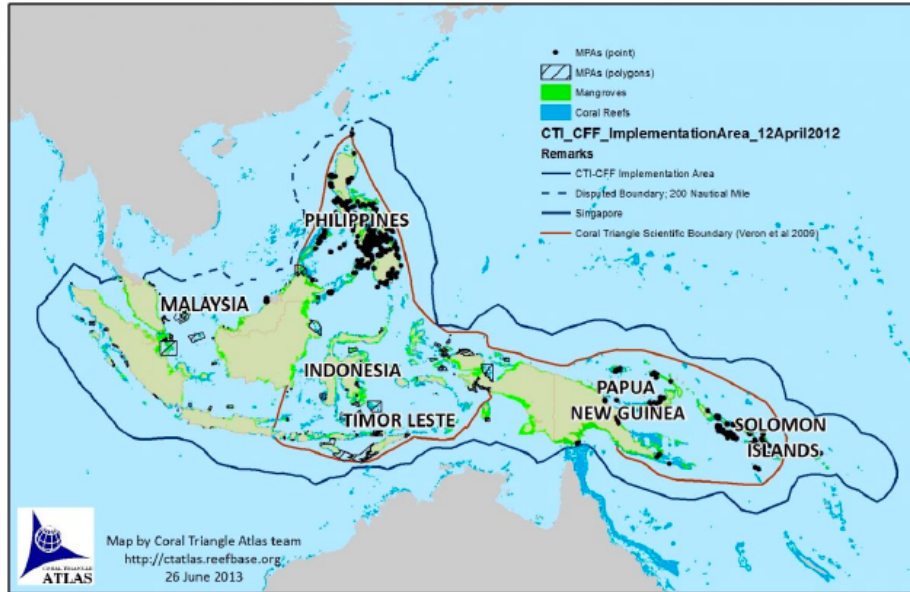 MPAs (point)
MPAs (polygons)
Mangroves
Coral Reefs
CTI_CFF_ImplementationArea_12April2012
Remarks
CTI-CFF Implementation Area
Disputed Boundary; 200 Nautical Mile
Singapore
Coral Triangle Scientific Boundary (Veron et al 2009)
PHILIPPINES
MALAYSIA
INDONESIA
TIMOR LESTE
PAPUA
NEW GUINEA
SOLOMON
ISLANDS
Map by Coral Triangle Atlas team
http://ctatlas.reefbase.org
26 June 2013
CORAL TRIANGLE
ATLAS